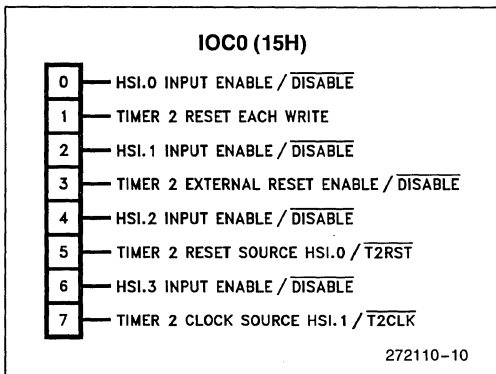 IOC0 (15H)
0 HSI.0 INPUT ENABLE / DISABLE
1 TIMER 2 RESET EACH WRITE
2 HSI.1 INPUT ENABLE / DISABLE
3 TIMER 2 EXTERNAL RESET ENABLE / DISABLE
4 HSI.2 INPUT ENABLE / DISABLE
5 TIMER 2 RESET SOURCE HSI.0 / T2RST
6 HSI.3 INPUT ENABLE / DISABLE
7 TIMER 2 CLOCK SOURCE HSI.1 / T2CLK
272110-10